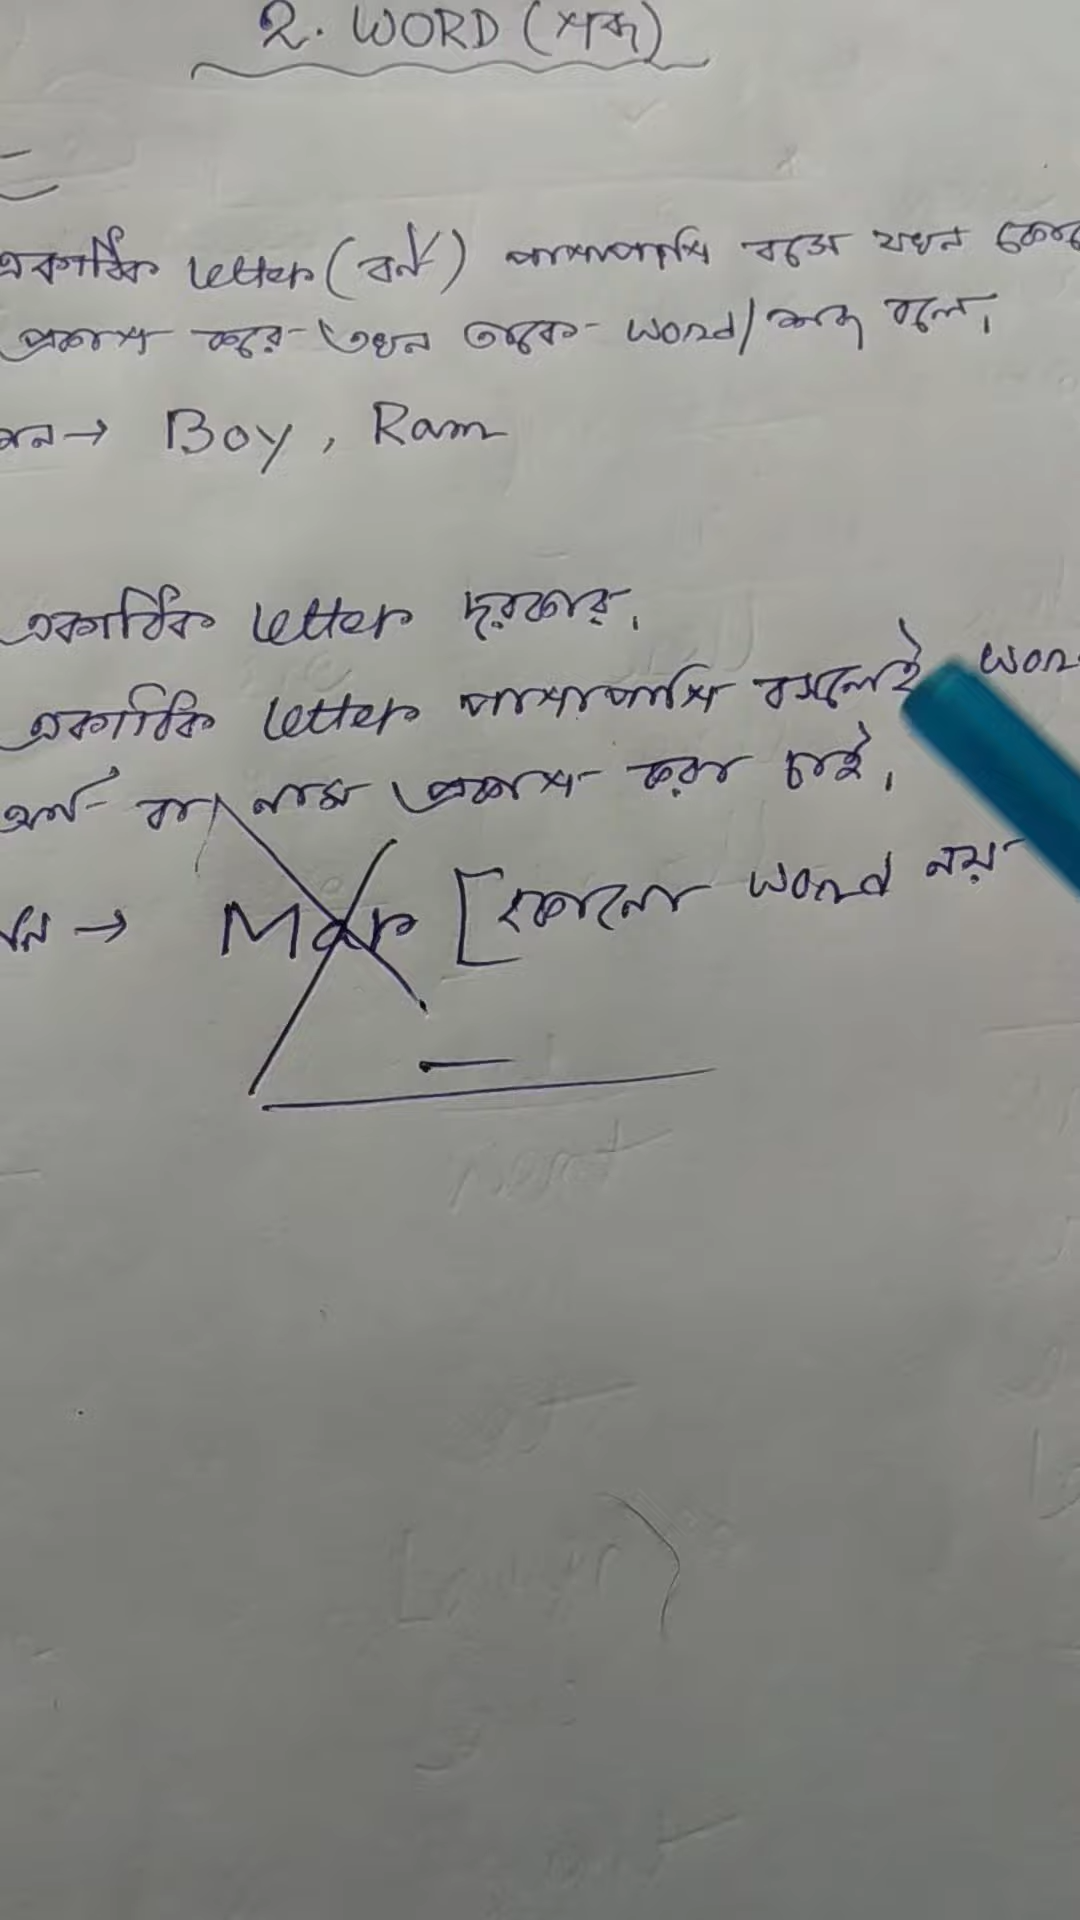 2. WORD (শব্দ)
একাধিক letter (বর্ণ) পাশাপাশি বসে যখন কোন
প্রকাশ করে তখন তাকে word/শব্দ বলে।
Boy, Ram
একাধিক letter দরকার।
একাধিক letter পাশাপাশি বসলেই wor
অর্থ বা নাম প্রকাশ করা চাই।
→ Mar [কোনো word নয়